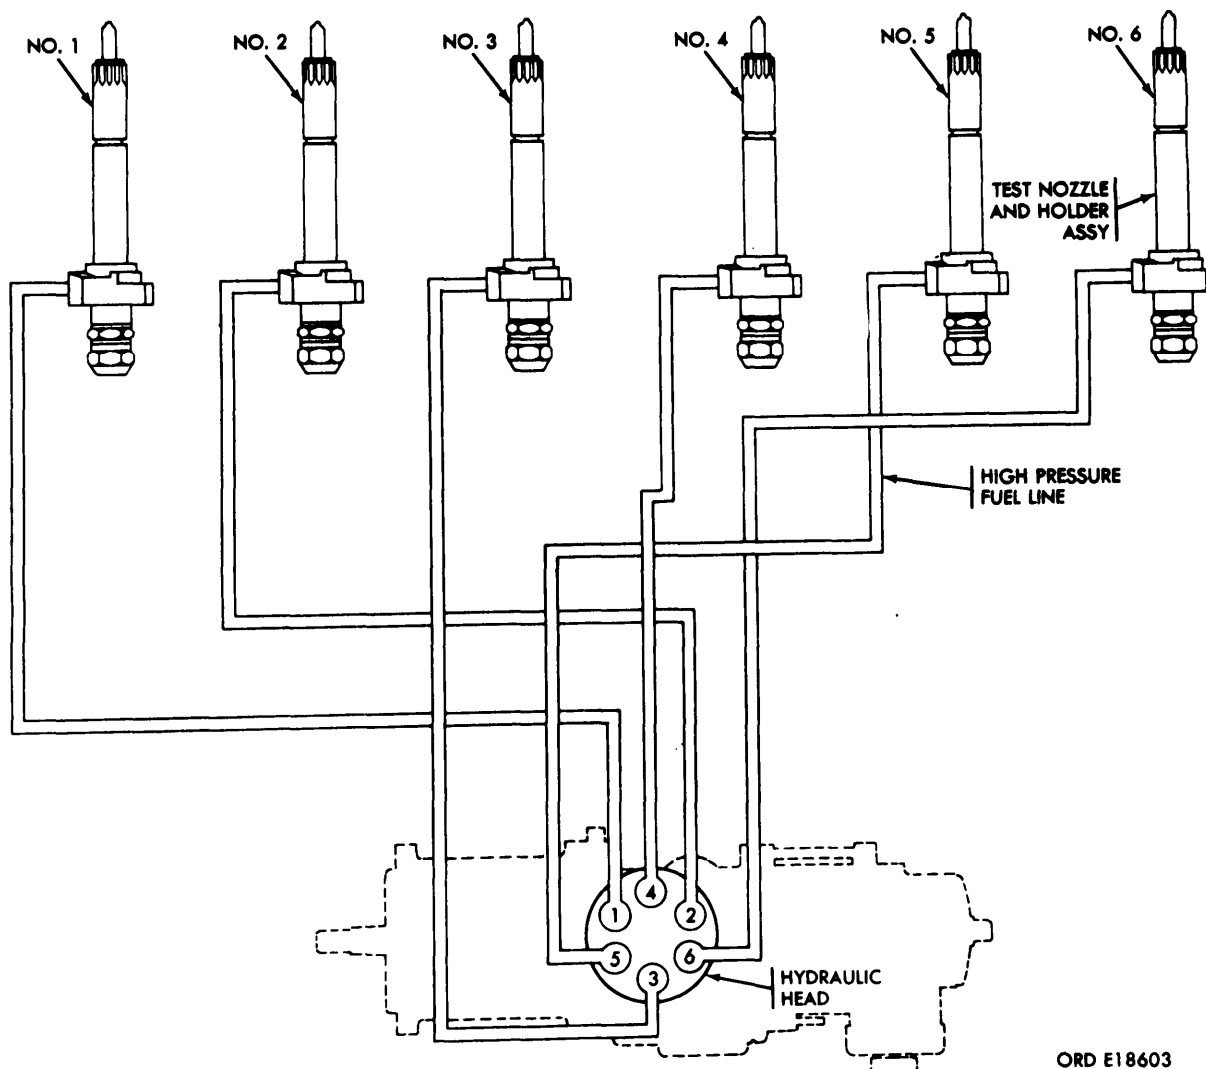 NO. 1
NO. 2
NO. 3
NO. 4
NO. 5
NO. 6
TEST NOZZLE
AND HOLDER
ASSY
HIGH PRESSURE
FUEL LINE
4
1
2
5
6
3
HYDRAULIC
HEAD
ORD E18603